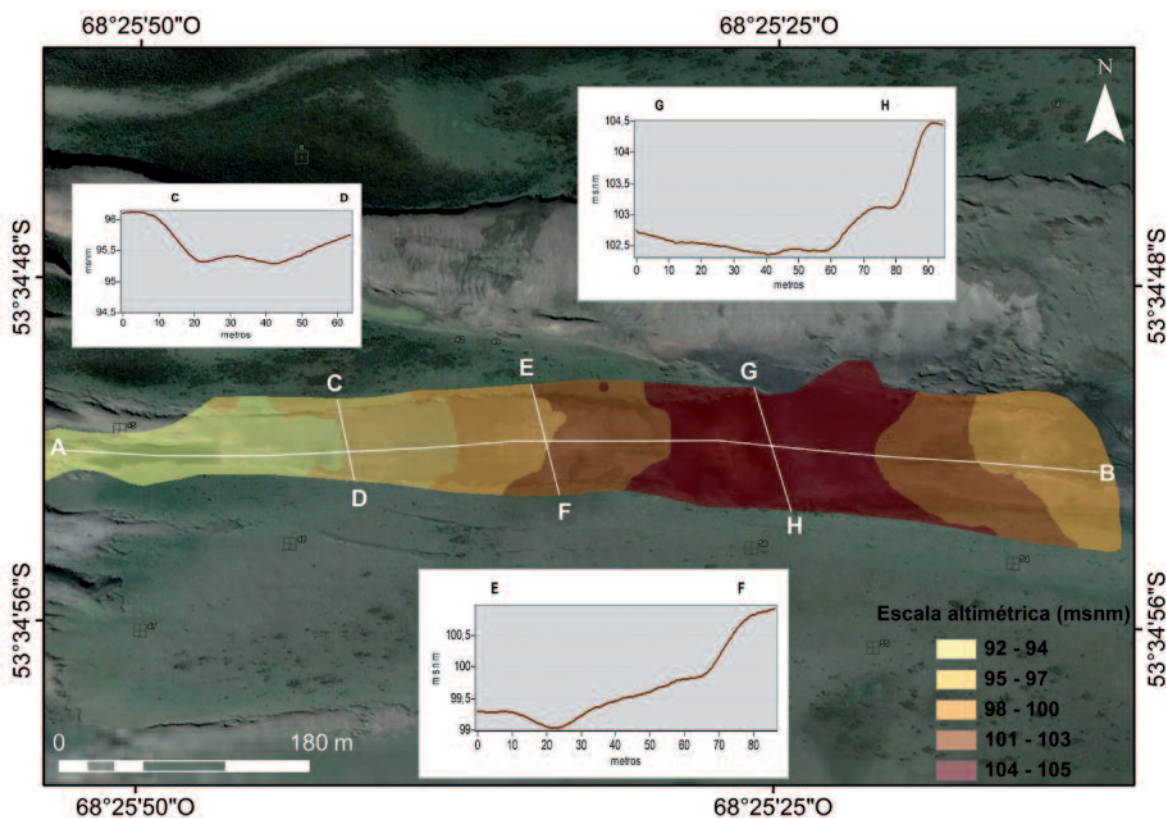 68°25'50"O
68°25'25"O
53°34'48"S
53°34'48"S
53°34'56"S
53°34'56"S
68°25'50"O
68°25'25"O
N
G
H
104,5
104
103,5
103
102,5
msnm
0 10 20 30 40 50 60 70 80 90
metros
C
D
96
95,5
95
94,5
msnm
0 10 20 30 40 50 60
metros
A
B
C
D
E
F
G
H
E
F
100,5
100
99,5
99
msnm
0 10 20 30 40 50 60 70 80
metros
Escala altimétrica (msnm)
92 - 94
95 - 97
98 - 100
101 - 103
104 - 105
0
180 m